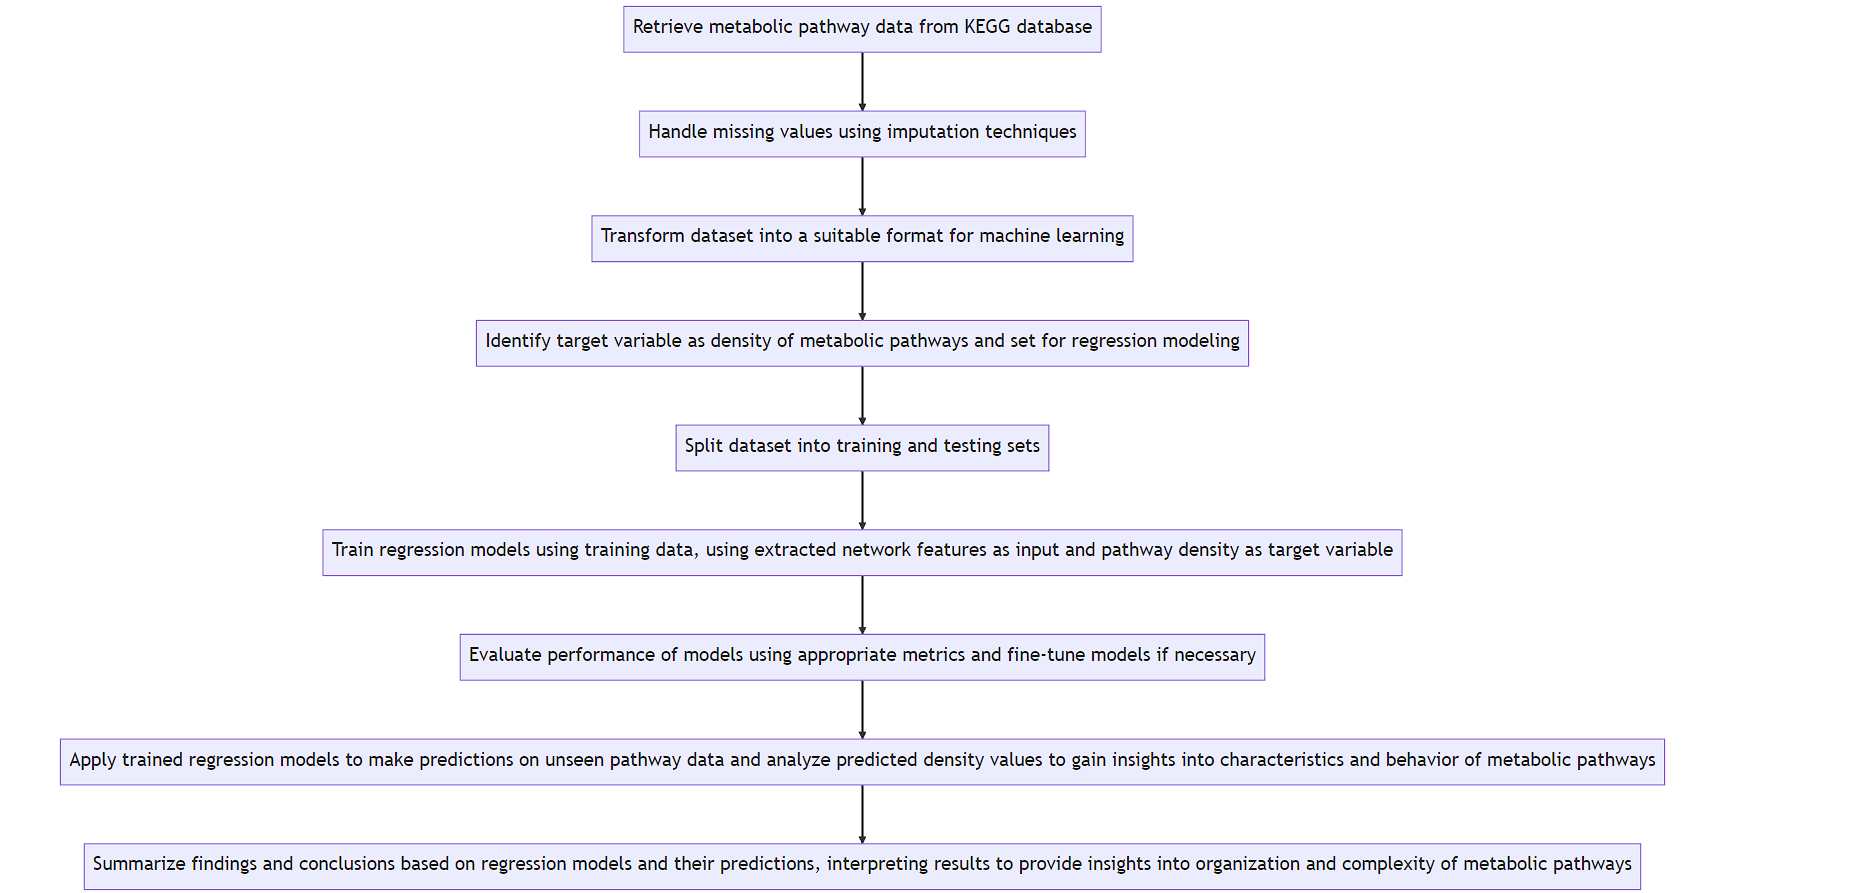 Retrieve metabolic pathway data from KEGG database
Handle missing values using imputation techniques
Transform dataset into a suitable format for machine learning
Identify target variable as density of metabolic pathways and set for regression modeling
Split dataset into training and testing sets
Train regression models using training data, using extracted network features as input and pathway density as target variable
Evaluate performance of models using appropriate metrics and fine-tune models if necessary
Apply trained regression models to make predictions on unseen pathway data and analyze predicted density values to gain insights into characteristics and behavior of metabolic pathways
Summarize findings and conclusions based on regression models and their predictions, interpreting results to provide insights into organization and complexity of metabolic pathways